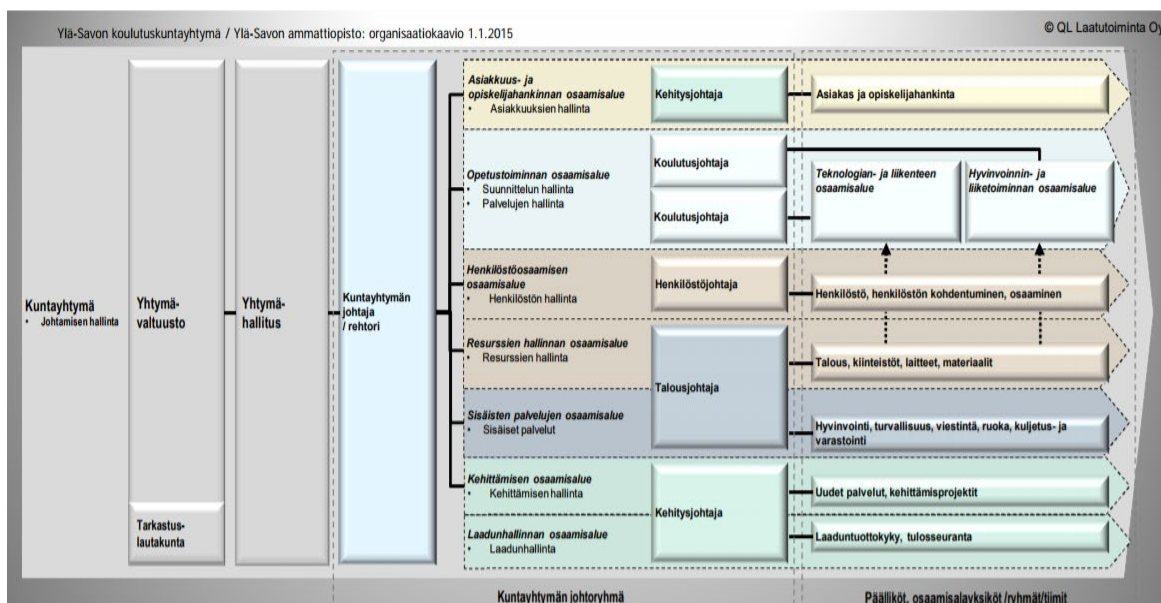 Ylä-Savon koulutuskuntayhtymä / Ylä-Savon ammattiopisto: organisaatiokaavio 1.1.2015
© QL Laatutoiminta Oy
Kuntayhtymä
• Johtamisen hallinta
Yhtymä-
valtuusto
Tarkastus-
lautakunta
Yhtymä-
hallitus
Kuntayhtymän
johtaja
/ rehtori
Asiakkuus- ja
opiskelijahankinnan osaamisalue
• Asiakkuuksien hallinta
Kehitysjohtaja
Asiakas ja opiskelijahankinta
Opetustoiminnan osaamisalue
• Suunnittelun hallinta
• Palvelujen hallinta
Koulutusjohtaja
Koulutusjohtaja
Teknologian- ja liikenteen
osaamisalue
Hyvinvoinnin- ja
liiketoiminnan osaamisalue
Henkilöstöosaamisen
osaamisalue
• Henkilöstön hallinta
Henkilöstöjohtaja
Henkilöstö, henkilöstön kohdentuminen, osaaminen
Resurssien hallinnan osaamisalue
• Resurssien hallinta
Talousjohtaja
Talous, kiinteistöt, laitteet, materiaalit
Sisäisten palvelujen osaamisalue
• Sisäiset palvelut
Hyvinvointi, turvallisuus, viestintä, ruoka, kuljetus- ja
varastointi
Kehittämisen osaamisalue
• Kehittämisen hallinta
Kehitysjohtaja
Uudet palvelut, kehittämisprojektit
Laadunhallinnan osaamisalue
• Laadunhallinta
Laaduntuottokyky, tulosseuranta
Kuntayhtymän johtoryhmä
Päälliköt, osaamisalayksiköt /ryhmät/tiimit